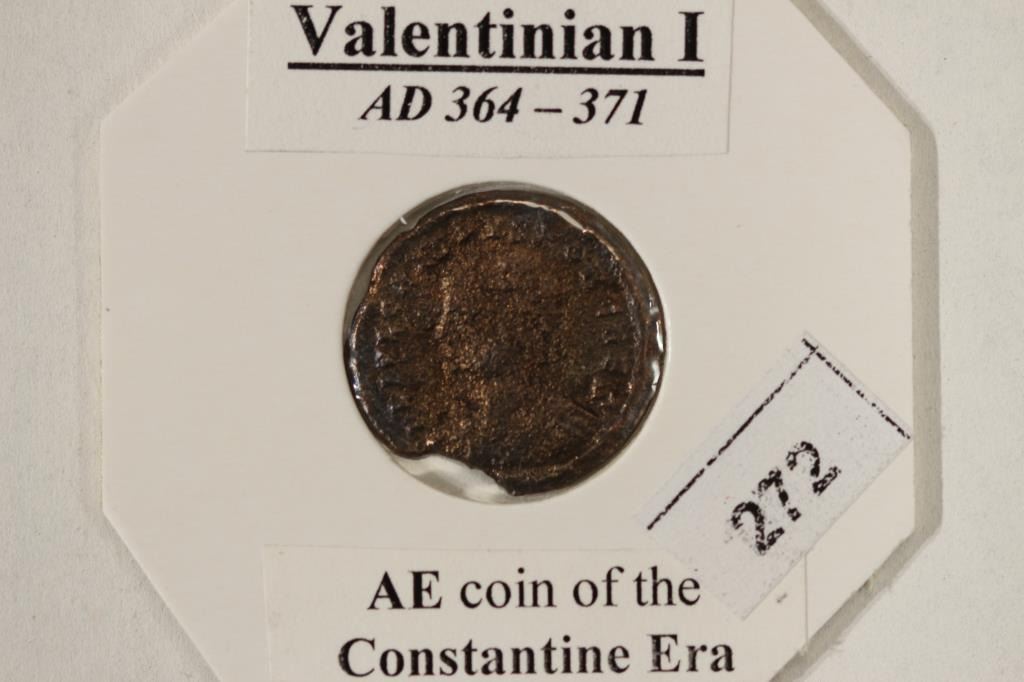 Valentinian I
AD 364 – 371
272
AE coin of the
Constantine Era